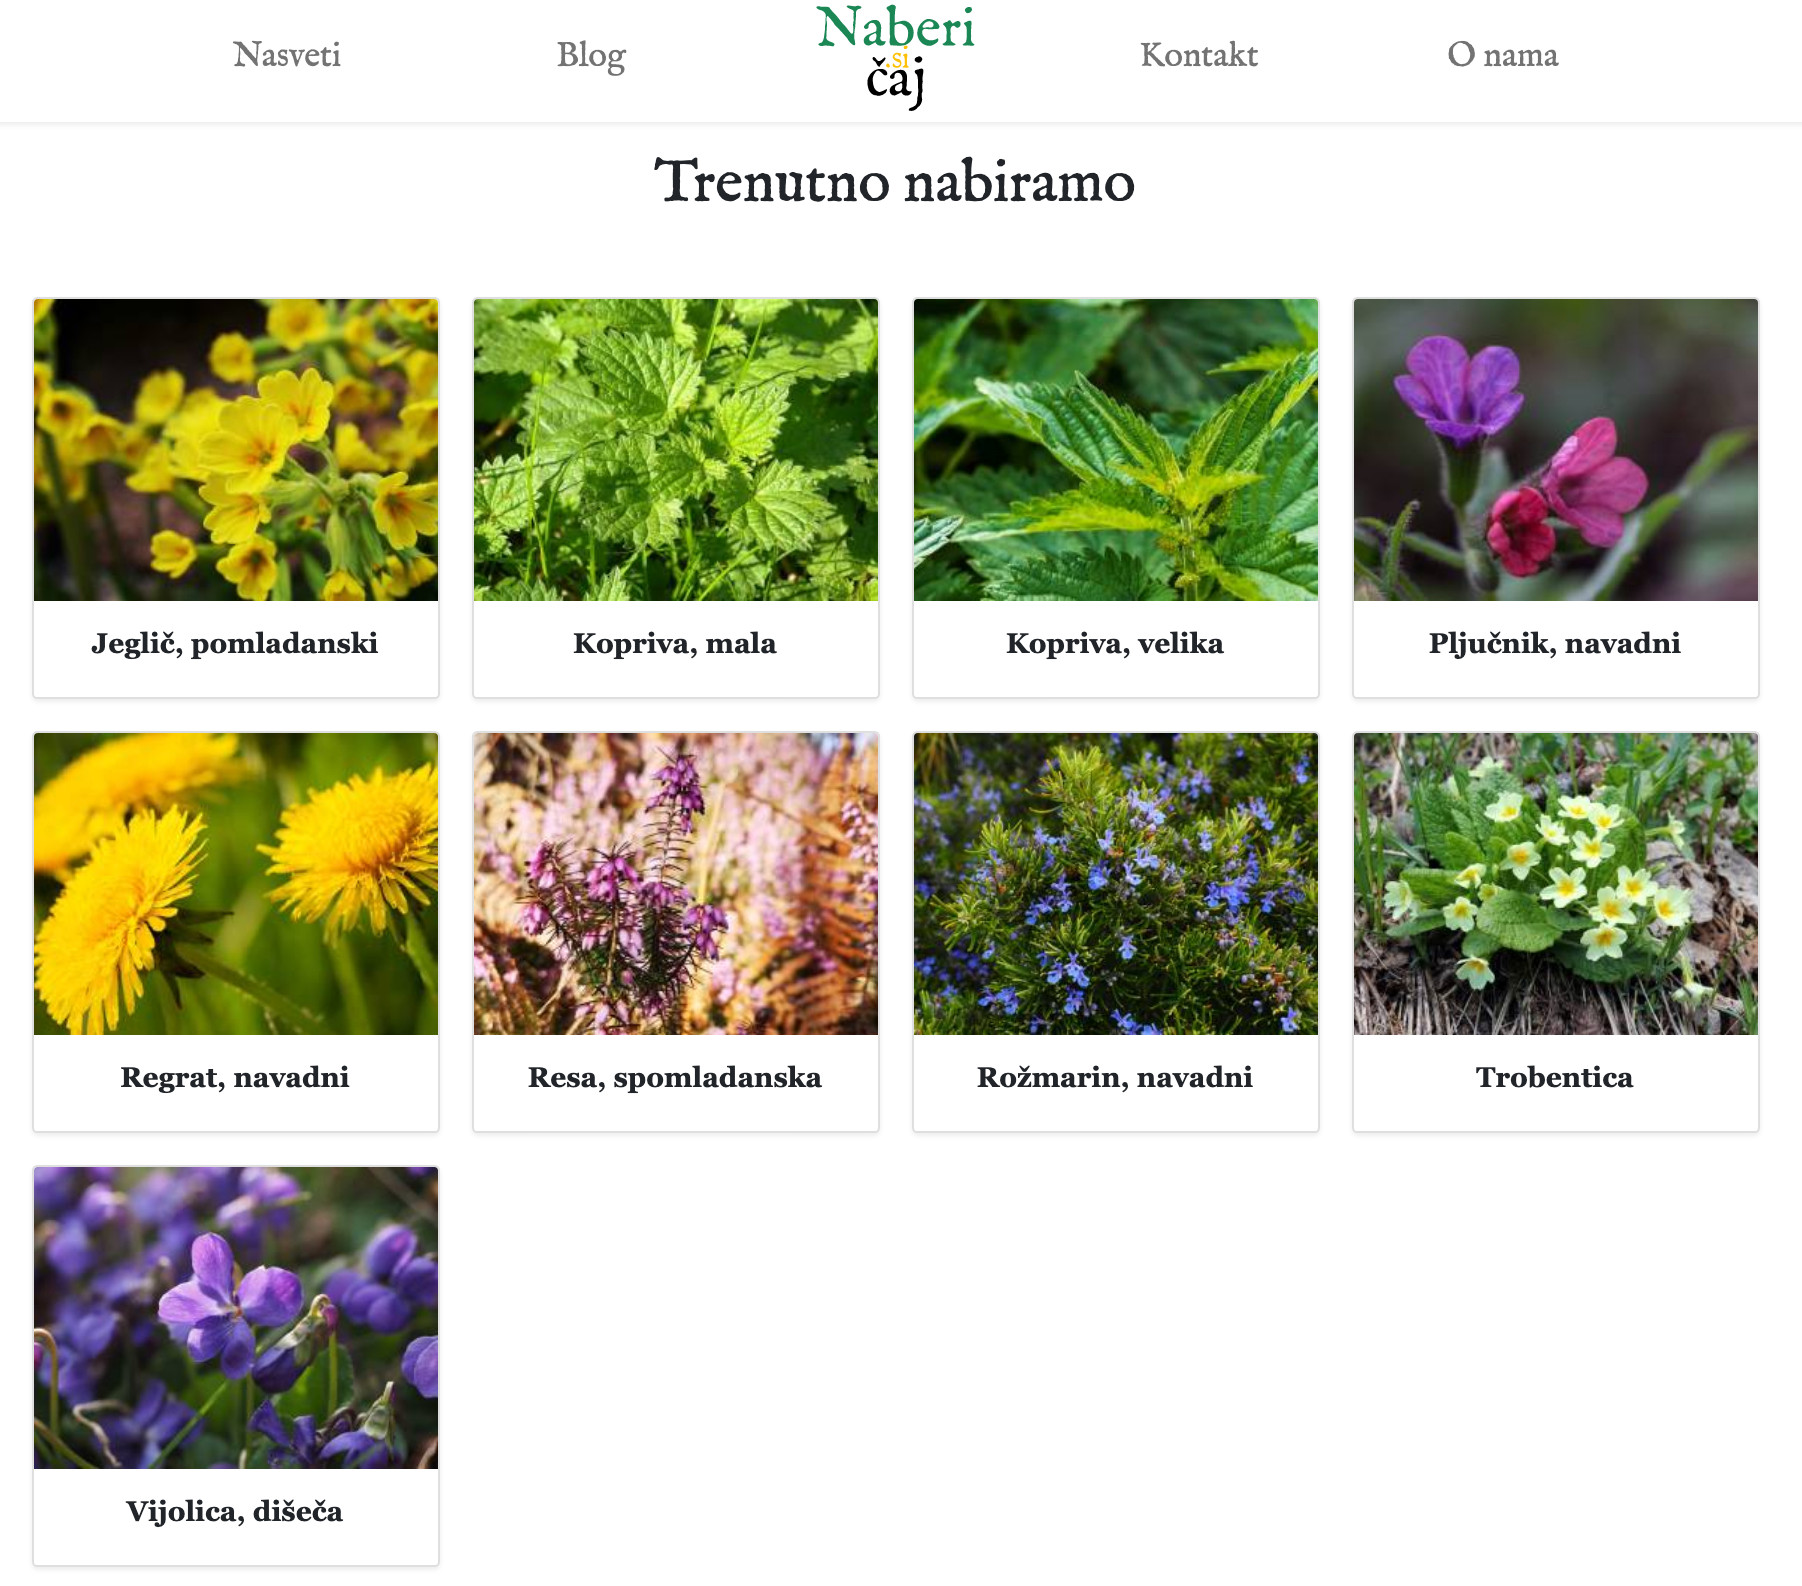 Nasveti
Blog
Naberi
.si
čaj
Kontakt
O nama
Trenutno nabiramo
Jeglič, pomladanski
Kopriva, mala
Kopriva, velika
Pljučnik, navadni
Regrat, navadni
Resa, spomladanska
Rožmarin, navadni
Trobentica
Vijolica, dišeča